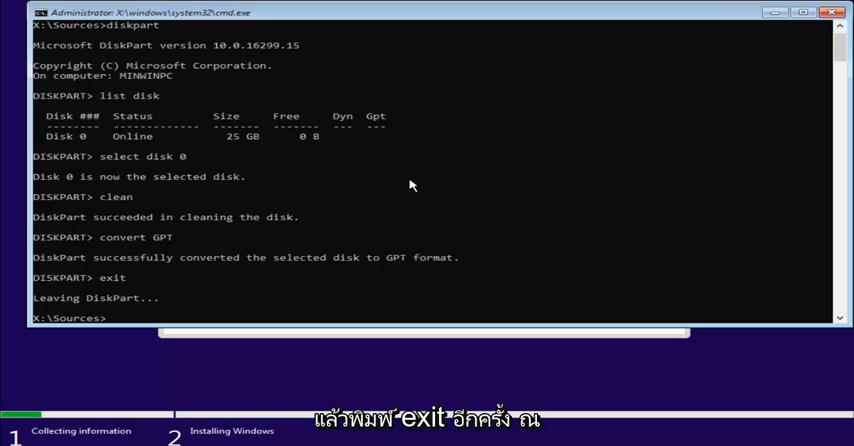 Administrator: X:\windows\system32\cmd.exe
X:\Sources>diskpart
Microsoft DiskPart version 10.0.16299.15
Copyright (C) Microsoft Corporation.
On computer: MINWINPC
DISKPART> list disk
Disk ### Status Size Free Dyn Gpt
-------- ------------- ------- ------- --- ---
Disk 0 Online 25 GB 0 B
DISKPART> select disk 0
Disk 0 is now the selected disk.
DISKPART> clean
DiskPart succeeded in cleaning the disk.
DISKPART> convert GPT
DiskPart successfully converted the selected disk to GPT format.
DISKPART> exit
Leaving DiskPart...
X:\Sources>
แล้วพิมพ์ exit อีกครั้ง ณ
1 Collecting information 2 Installing Windows